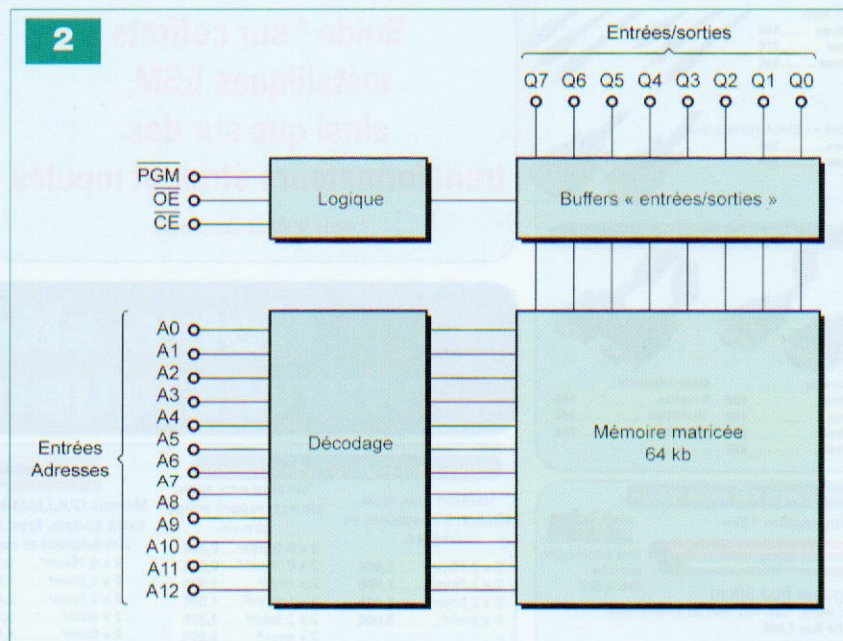 2
Entrées/sorties
Q7 Q6 Q5 Q4 Q3 Q2 Q1 Q0
PGM
OE
CE
Logique
Buffers « entrées/sorties »
A0
A1
A2
A3
A4
A5
A6
A7
A8
A9
A10
A11
A12
Entrées
Adresses
Décodage
Mémoire matricée
64 kb